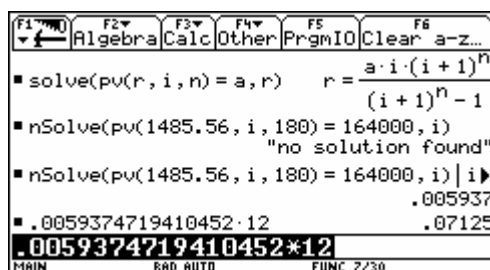 F1 F2 F3 F4 F5 F6
Algebra Calc Other PrgmIO Clear a-z…
▪ solve(pv(r,i,n)=a,r) r = a·i·(i+1)^n / ((i+1)^n - 1)
▪ nSolve(pv(1485.56,i,180)=164000,i)
"no solution found"
▪ nSolve(pv(1485.56,i,180)=164000,i)|i▶
.005937
▪ .0059374719410452·12 .07125
.0059374719410452*12
MAIN RAD AUTO FUNC 7/30